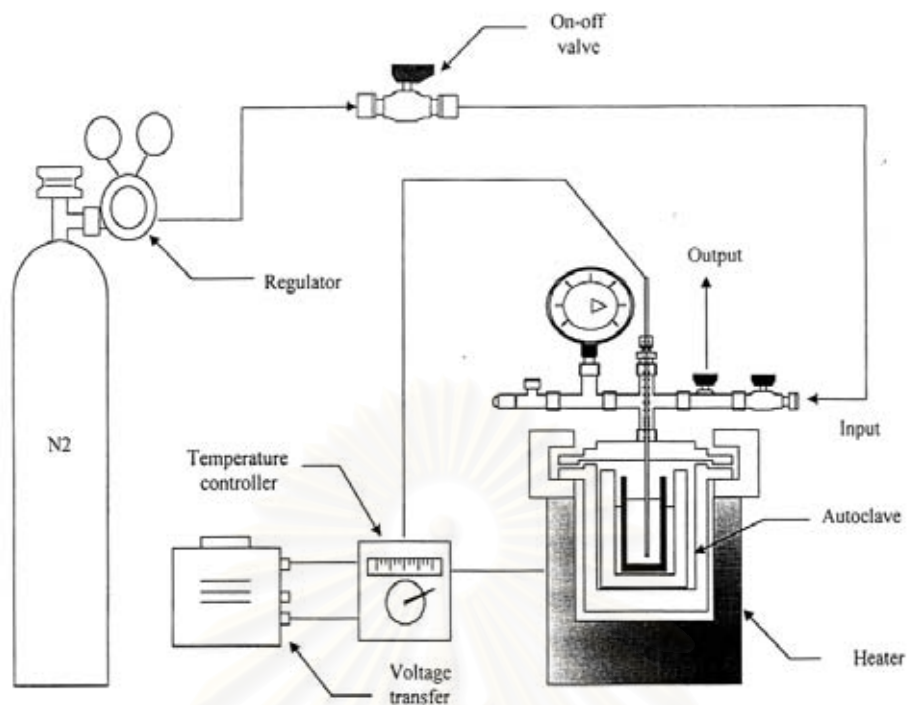 On-off
valve
Regulator
Output
N2
Input
Temperature
controller
Autoclave
Heater
Voltage
transfer